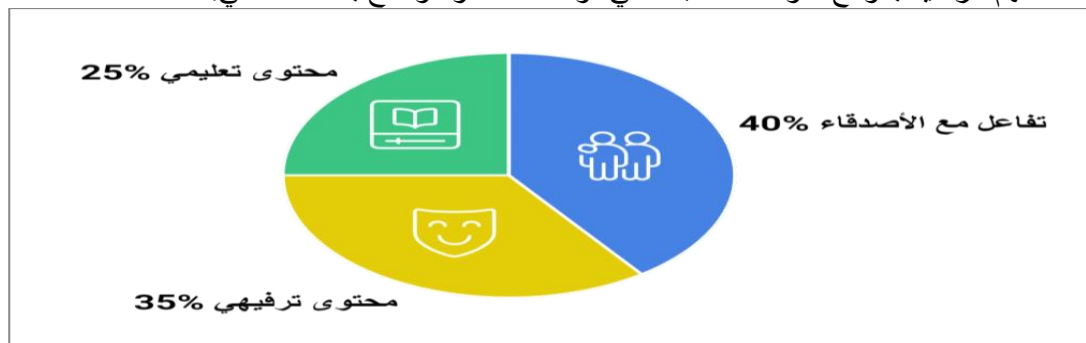 محتوى تعليمي 25%
تفاعل مع الأصدقاء 40%
محتوى ترفيهي 35%